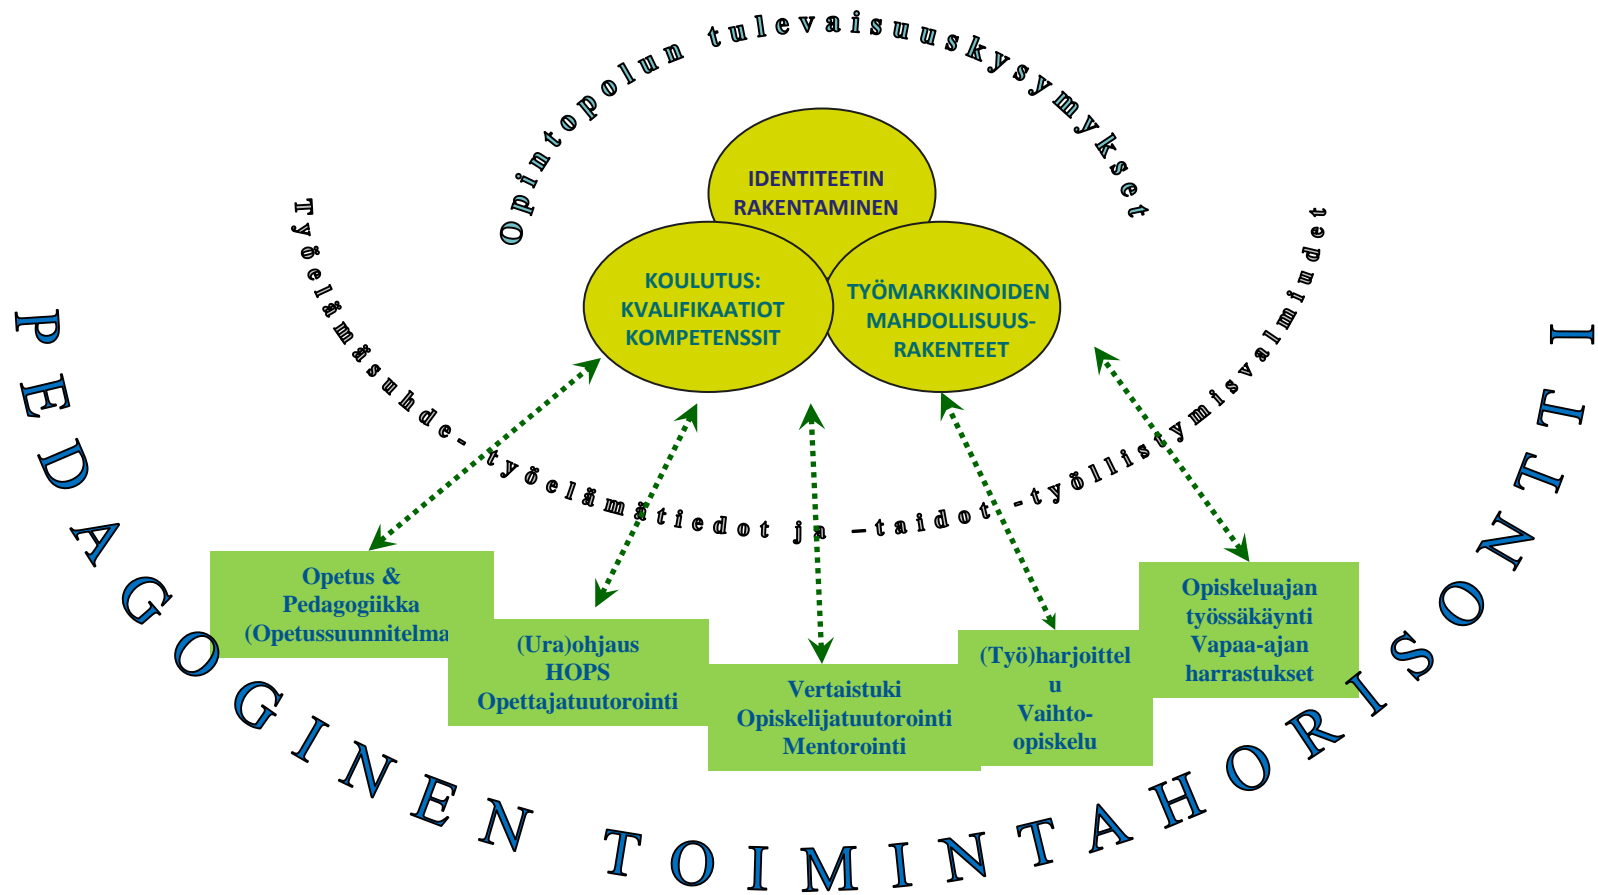 Opintopolun tulevaisuuskysymykset
IDENTITEETIN
RAKENTAMINEN
KOULUTUS:
KVALIFIKAATIOT
KOMPETENSSIT
TYÖMARKKINOIDEN
MAHDOLLISUUS-
RAKENTEET
Työelämäsuhde- työelämätiedot ja –taidot -työllistymisvalmiudet
Opetus &
Pedagogiikka
(Opetussuunnitelma
(Ura)ohjaus
HOPS
Opettajatuutorointi
Vertaistuki
Opiskelijatuutorointi
Mentorointi
(Työ)harjoittel
u
Vaihto-
opiskelu
Opiskeluajan
työssäkäynti
Vapaa-ajan
harrastukset
PEDAGOGINEN TOIMINTAHORISONTTI